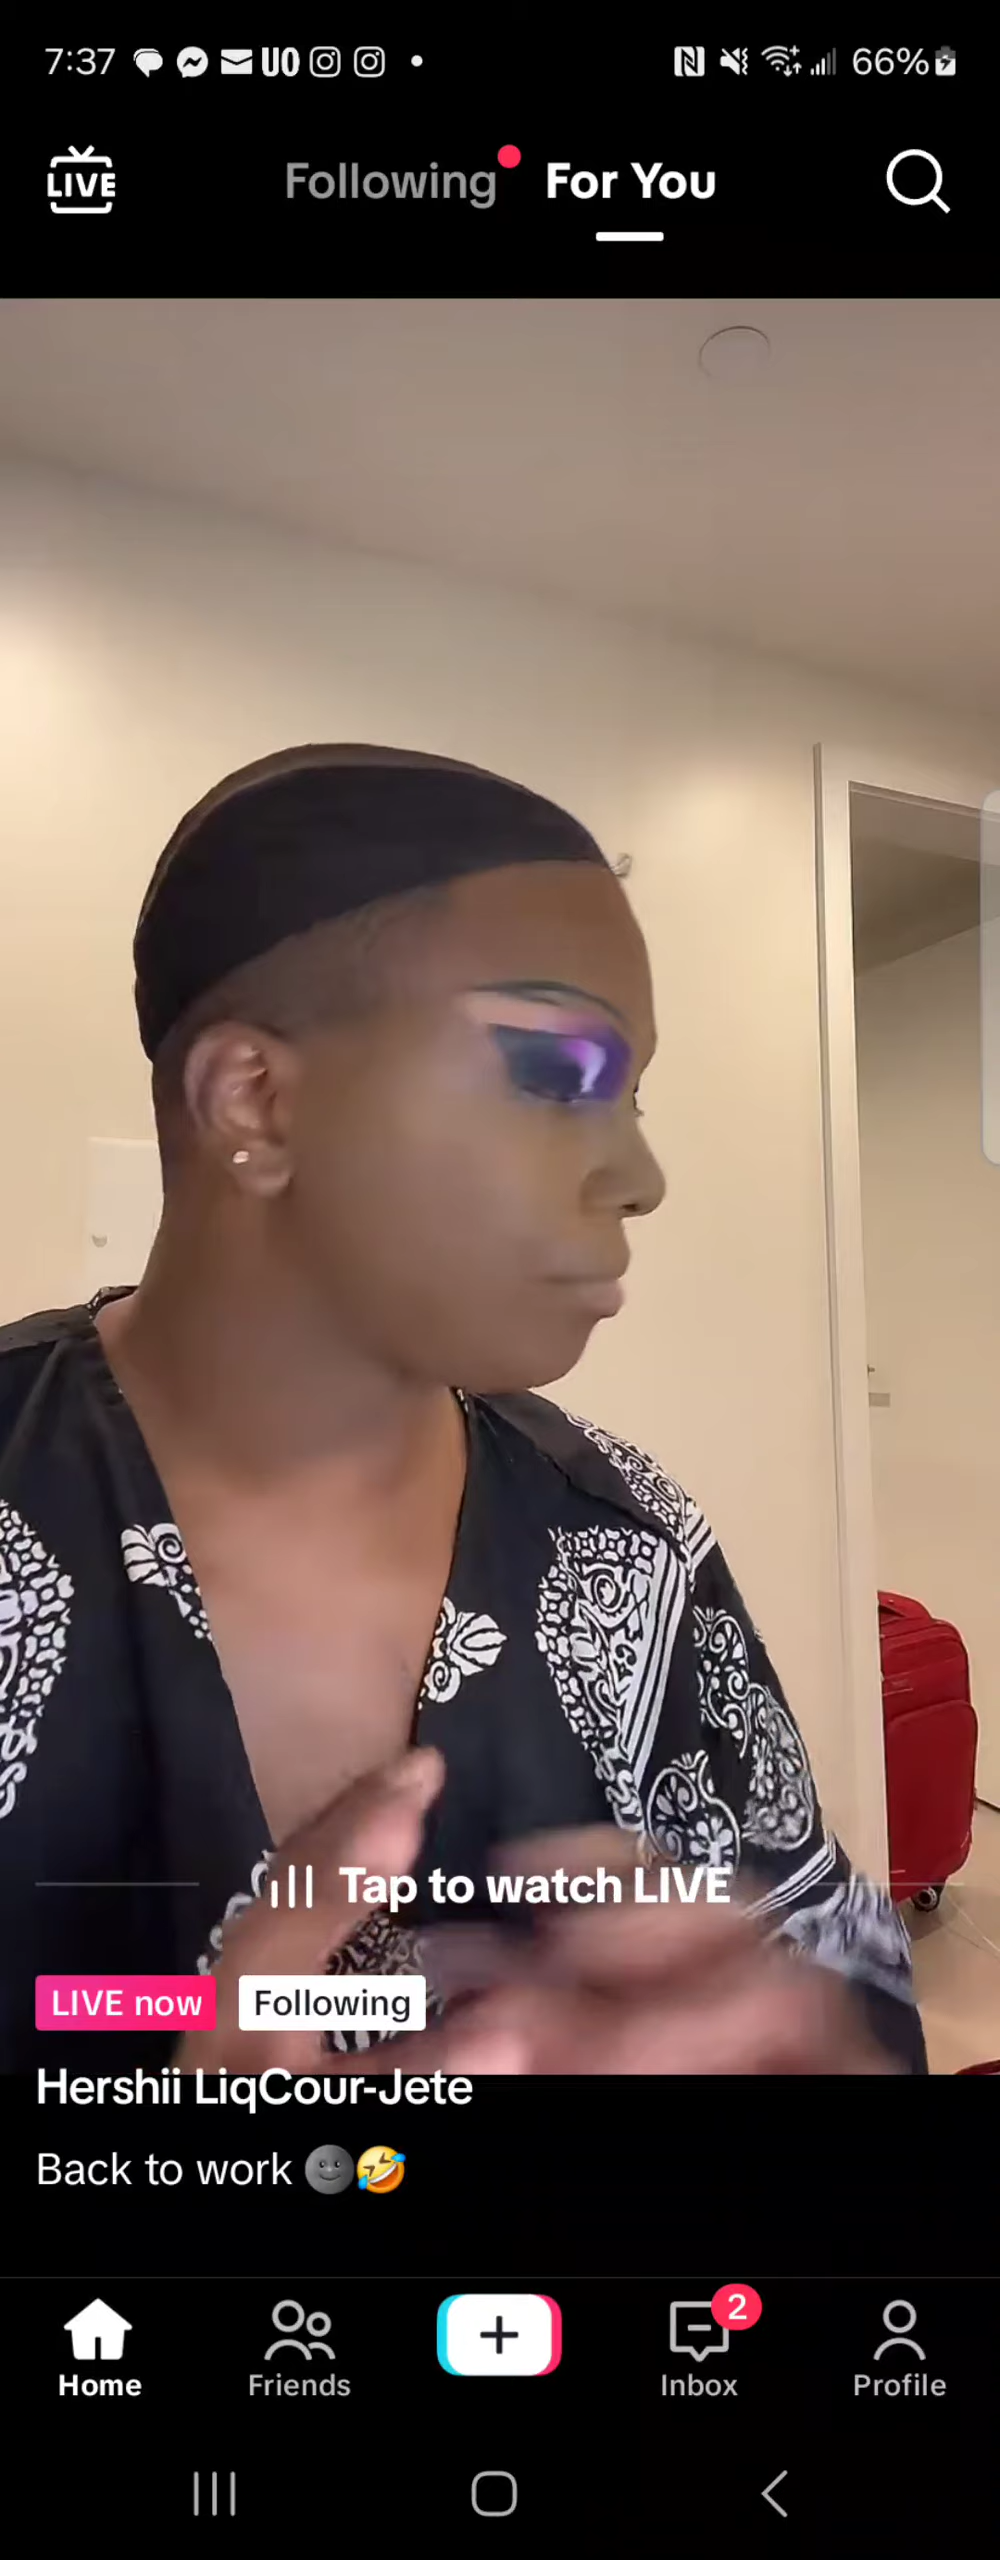 7:37 UO 66%
LIVE Following For You
Tap to watch LIVE
LIVE now Following
Hershii LiqCour-Jete
Back to work 🌚🤣
2
Home Friends Inbox Profile